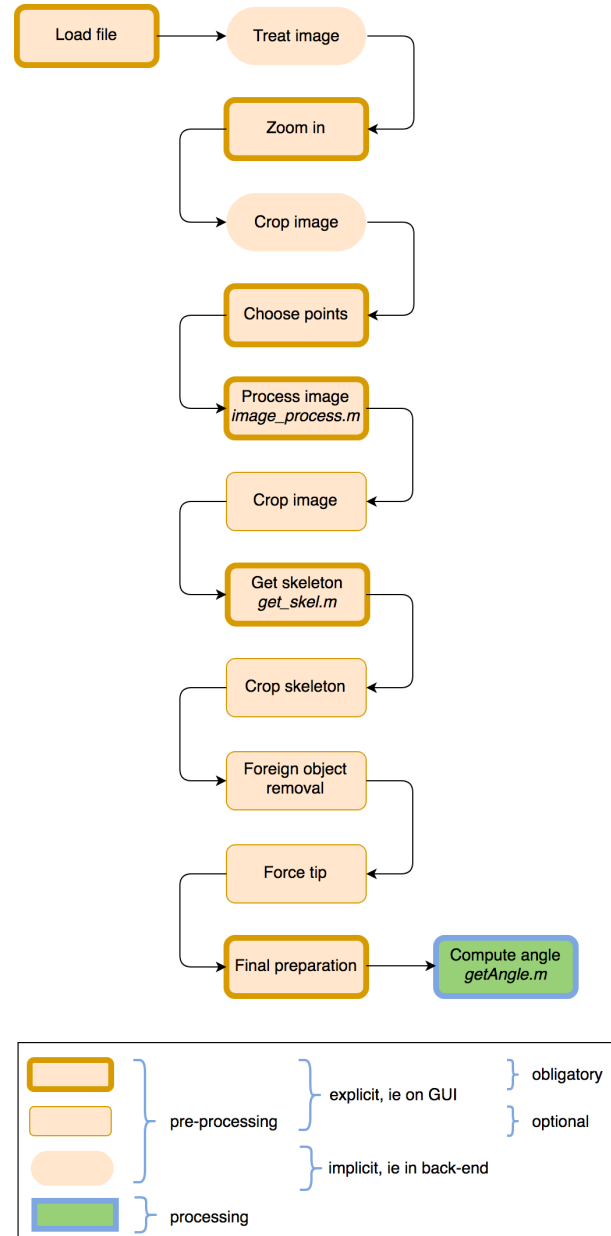 Load file
Treat image
Zoom in
Crop image
Choose points
Process image
image_process.m
Crop image
Get skeleton
get_skel.m
Crop skeleton
Foreign object
removal
Force tip
Final preparation
Compute angle
getAngle.m
obligatory
explicit, ie on GUI
pre-processing
optional
implicit, ie in back-end
processing